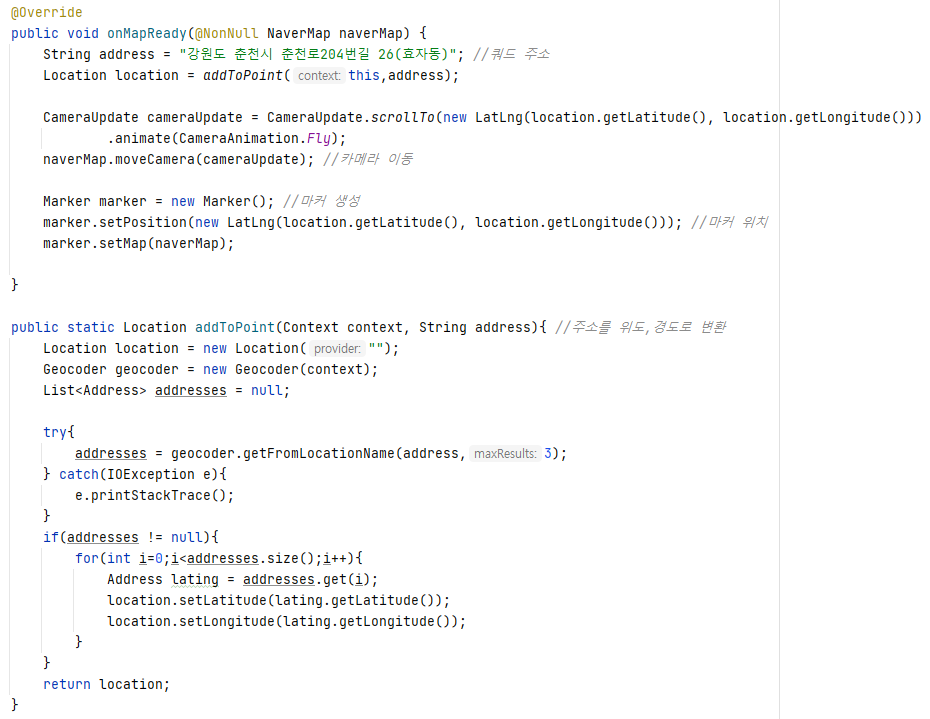 @Override
public void onMapReady(@NonNull NaverMap naverMap) {
String address = "강원도 춘천시 춘천로204번길 26(효자동)"; //쿼드 주소
Location location = addToPoint( context: this,address);
CameraUpdate cameraUpdate = CameraUpdate.scrollTo(new LatLng(location.getLatitude(), location.getLongitude()))
.animate(CameraAnimation.Fly);
naverMap.moveCamera(cameraUpdate); //카메라 이동
Marker marker = new Marker(); //마커 생성
marker.setPosition(new LatLng(location.getLatitude(), location.getLongitude())); //마커 위치
marker.setMap(naverMap);
}
public static Location addToPoint(Context context, String address){ //주소를 위도,경도로 변환
Location location = new Location( provider: "");
Geocoder geocoder = new Geocoder(context);
List<Address> addresses = null;
try{
addresses = geocoder.getFromLocationName(address, maxResults: 3);
} catch(IOException e){
e.printStackTrace();
}
if(addresses != null){
for(int i=0;i<addresses.size();i++){
Address lating = addresses.get(i);
location.setLatitude(lating.getLatitude());
location.setLongitude(lating.getLongitude());
}
}
return location;
}